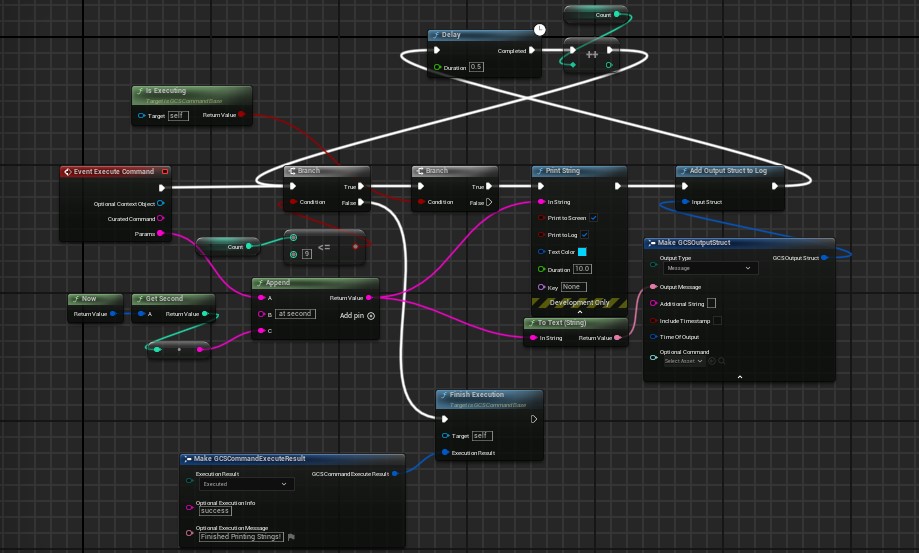 Count
Delay
Completed
Duration 0.5
++
Is Executing
Target is GCSCommandBase
Target self Return Value
Event Execute Command
Optional Context Object
Curated Command
Params
Branch
True
Condition False
Branch
True
Condition False
Print String
In String
Print to Screen
Print to Log
Text Color
Duration 10.0
Key None
Development Only
Add Output Struct to Log
Input Struct
Count
<=
9
Make GCSOutputStruct
Output Type GCSOutput Struct
Message
Output Message
Additional String
Include Timestamp
Time Of Output
Optional Command
Select Asset
Append
A Return Value
B at second Add pin
C
Now
Return Value
Get Second
A Return Value
To Text (String)
In String Return Value
Finish Execution
Target is GCSCommandBase
Target self
Execution Result
Make GCSCommandExecuteResult
Execution Result GCSCommand Execute Result
Executed
Optional Execution Info
success
Optional Execution Message
Finished Printing Strings!